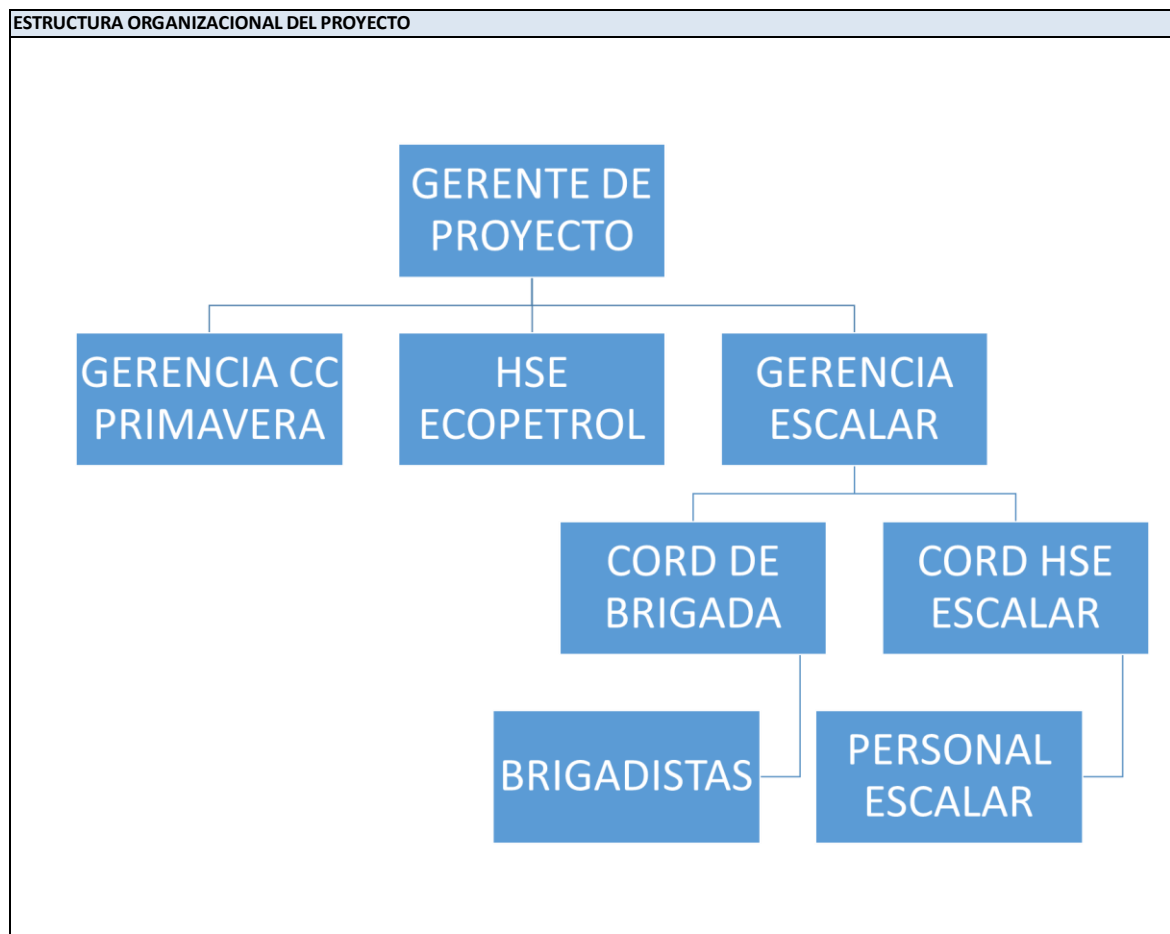 ESTRUCTURA ORGANIZACIONAL DEL PROYECTO
GERENTE DE
PROYECTO
GERENCIA CC
PRIMAVERA
HSE
ECOPETROL
GERENCIA
ESCALAR
CORD DE
BRIGADA
CORD HSE
ESCALAR
BRIGADISTAS
PERSONAL
ESCALAR